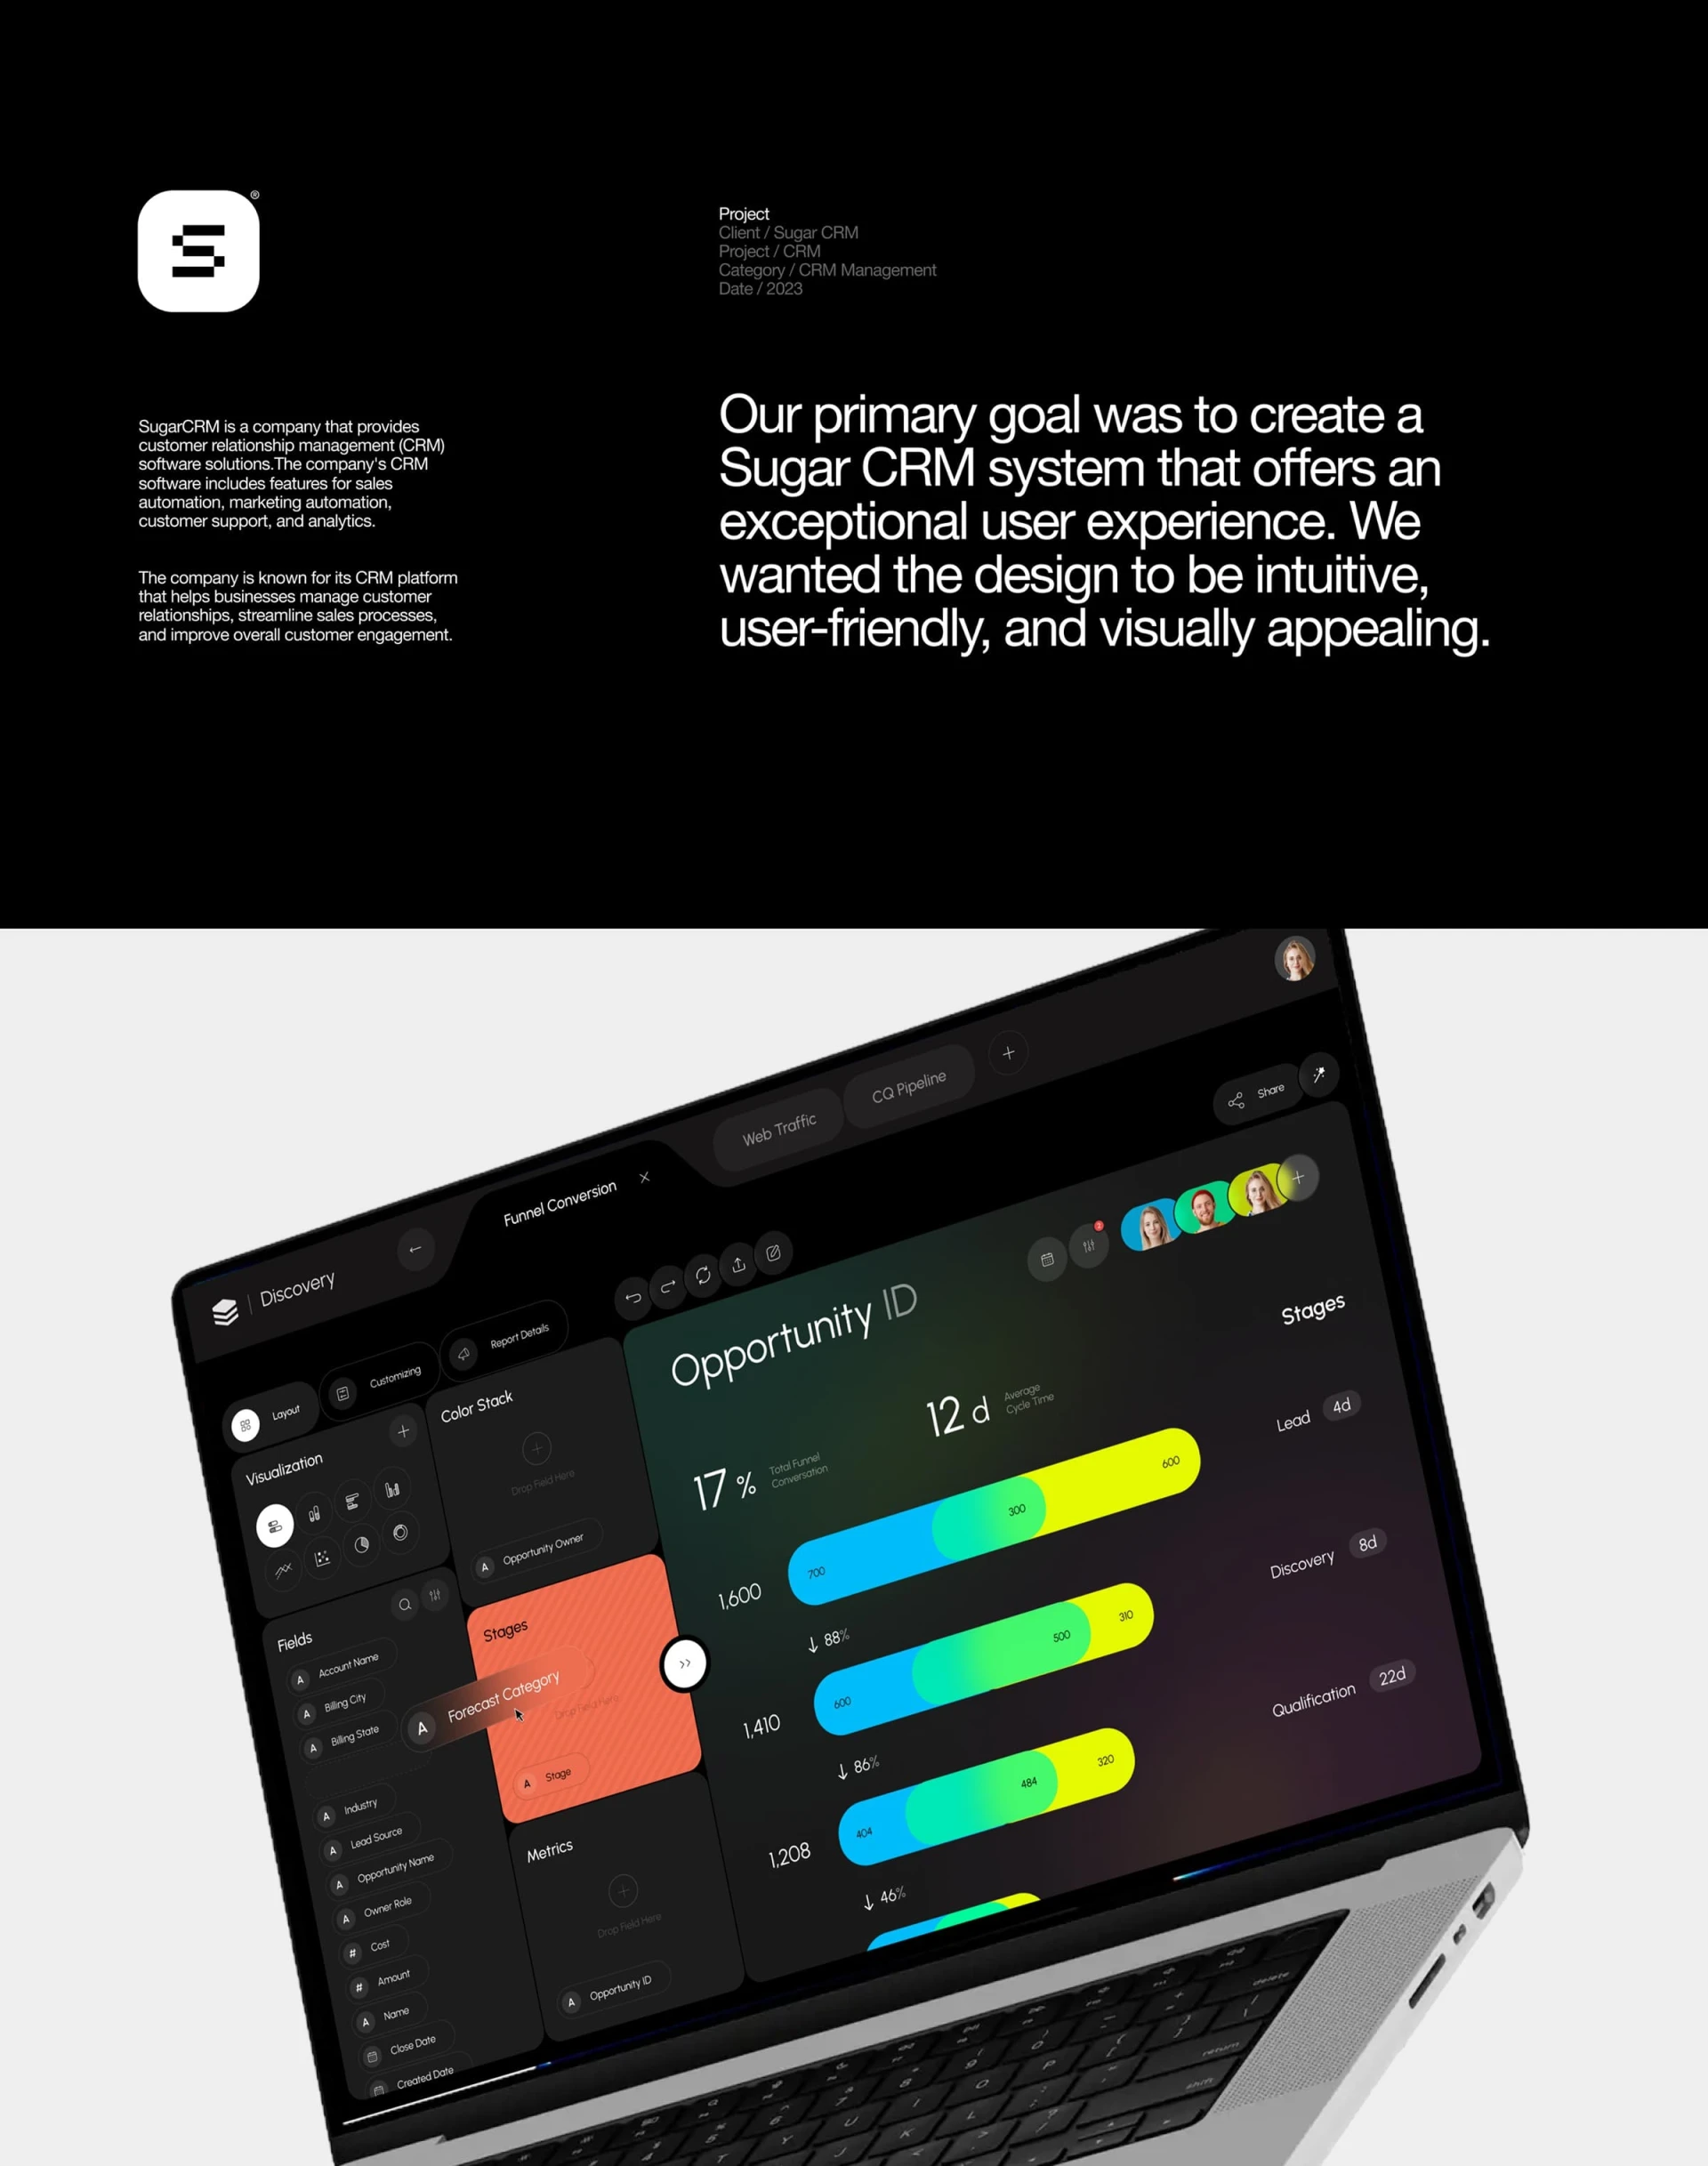 S
®
Project
Client / Sugar CRM
Project / CRM
Category / CRM Management
Date / 2023
SugarCRM is a company that provides
customer relationship management (CRM)
software solutions.The company's CRM
software includes features for sales
automation, marketing automation,
customer support, and analytics.
The company is known for its CRM platform
that helps businesses manage customer
relationships, streamline sales processes,
and improve overall customer engagement.
Our primary goal was to create a
Sugar CRM system that offers an
exceptional user experience. We
wanted the design to be intuitive,
user-friendly, and visually appealing.
Discovery
Funnel Conversion
Web Traffic
CQ Pipeline
Share
Layout
Customizing
Report Details
Visualization
Color Stack
Drop Field Here
A Opportunity Owner
Fields
A Account Name
A Billing City
A Billing State
A Forecast Category
A Industry
A Lead Source
A Opportunity Name
A Owner Role
# Cost
# Amount
A Name
Close Date
Created Date
Stages
Drop Field Here
A Stage
Metrics
Drop Field Here
A Opportunity ID
Opportunity ID
17 %
Total Funnel
Conversation
12 d
Average
Cycle Time
Stages
Lead 4d
1,600
700
300
600
88%
Discovery 8d
1,410
600
500
310
86%
Qualification 22d
1,208
404
484
320
46%
delete
return
shift